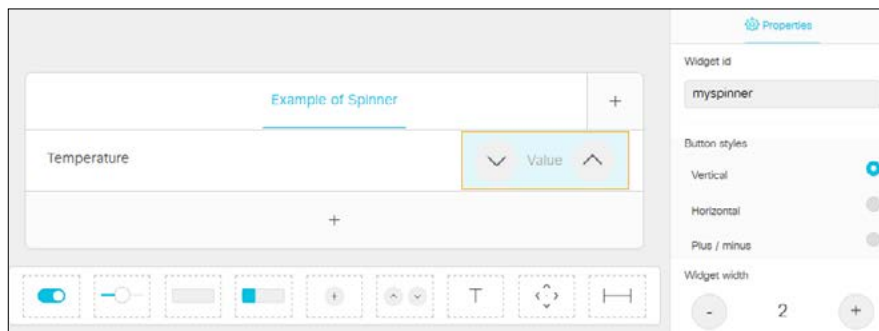 Properties
Widget id
myspinner
Example of Spinner
+
Temperature
Value
+
Button styles
Vertical
Horizontal
Plus / minus
Widget width
- 2 +
+
T